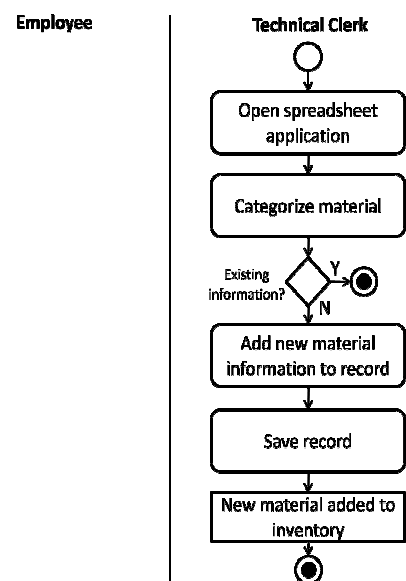 Employee
Technical Clerk
Open spreadsheet
application
Categorize material
Existing
information?
Y
N
Add new material
information to record
Save record
New material added to
inventory